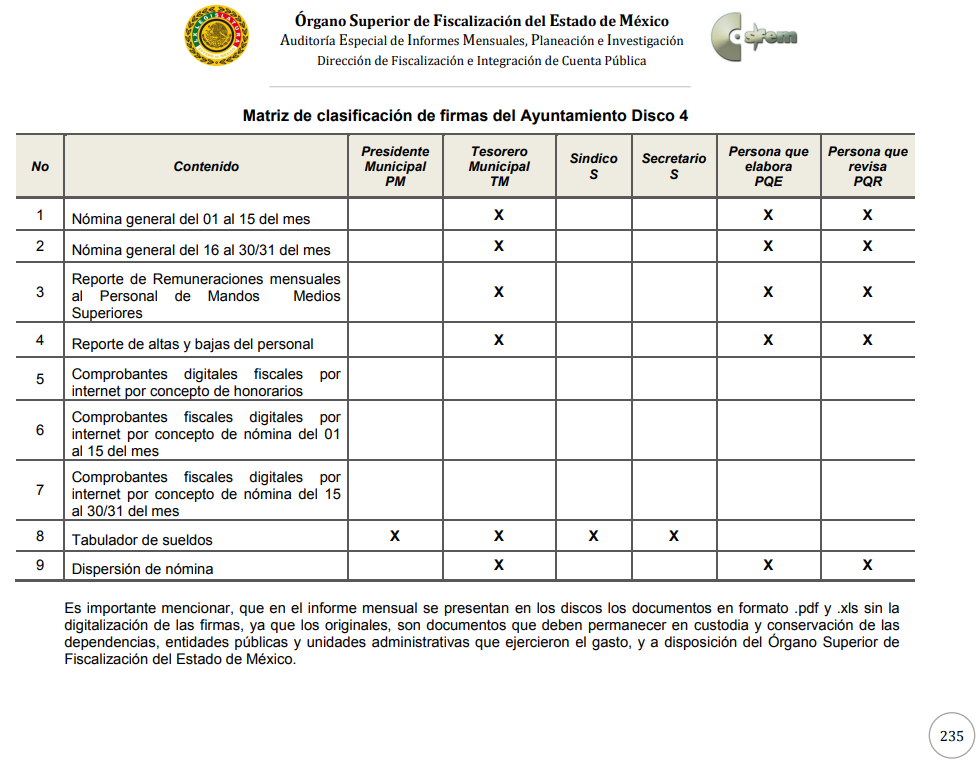 Órgano Superior de Fiscalización del Estado de México
Auditoría Especial de Informes Mensuales, Planeación e Investigación
Dirección de Fiscalización e Integración de Cuenta Pública
osfem
Matriz de clasificación de firmas del Ayuntamiento Disco 4
No Contenido Presidente Municipal PM Tesorero Municipal TM Sindico S Secretario S Persona que elabora PQE Persona que revisa PQR
1 Nómina general del 01 al 15 del mes X X X
2 Nómina general del 16 al 30/31 del mes X X X
3 Reporte de Remuneraciones mensuales
al Personal de Mandos Medios
Superiores X X X
4 Reporte de altas y bajas del personal X X X
5 Comprobantes digitales fiscales por
internet por concepto de honorarios
6 Comprobantes fiscales digitales por
internet por concepto de nómina del 01
al 15 del mes
7 Comprobantes fiscales digitales por
internet por concepto de nómina del 15
al 30/31 del mes
8 Tabulador de sueldos X X X X
9 Dispersión de nómina X X X
Es importante mencionar, que en el informe mensual se presentan en los discos los documentos en formato .pdf y .xls sin la
digitalización de las firmas, ya que los originales, son documentos que deben permanecer en custodia y conservación de las
dependencias, entidades públicas y unidades administrativas que ejercieron el gasto, y a disposición del Órgano Superior de
Fiscalización del Estado de México.
235